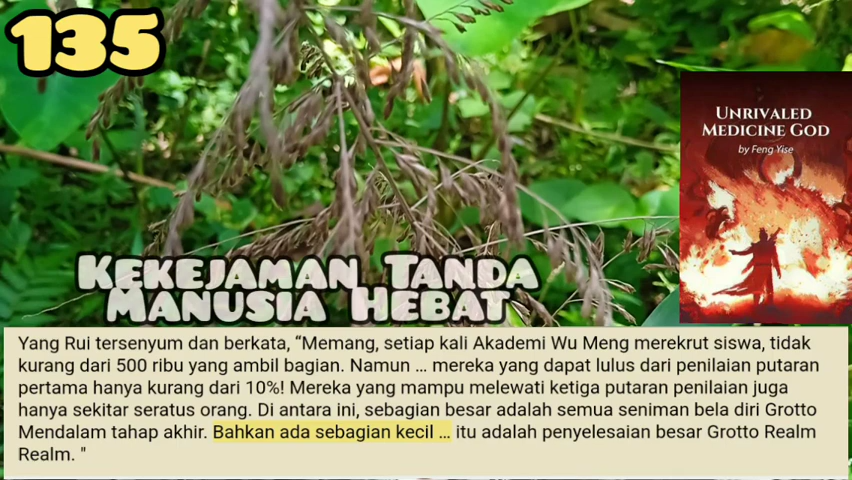 135
UNRIVALED
MEDICINE GOD
by Feng Yise
KEKEJAMAN TANDA
MANUSIA HEBAT
Yang Rui tersenyum dan berkata, “Memang, setiap kali Akademi Wu Meng merekrut siswa, tidak
kurang dari 500 ribu yang ambil bagian. Namun ... mereka yang dapat lulus dari penilaian putaran
pertama hanya kurang dari 10%! Mereka yang mampu melewati ketiga putaran penilaian juga
hanya sekitar seratus orang. Di antara ini, sebagian besar adalah semua seniman bela diri Grotto
Mendalam tahap akhir. Bahkan ada sebagian kecil ... itu adalah penyelesaian besar Grotto Realm
Realm. "